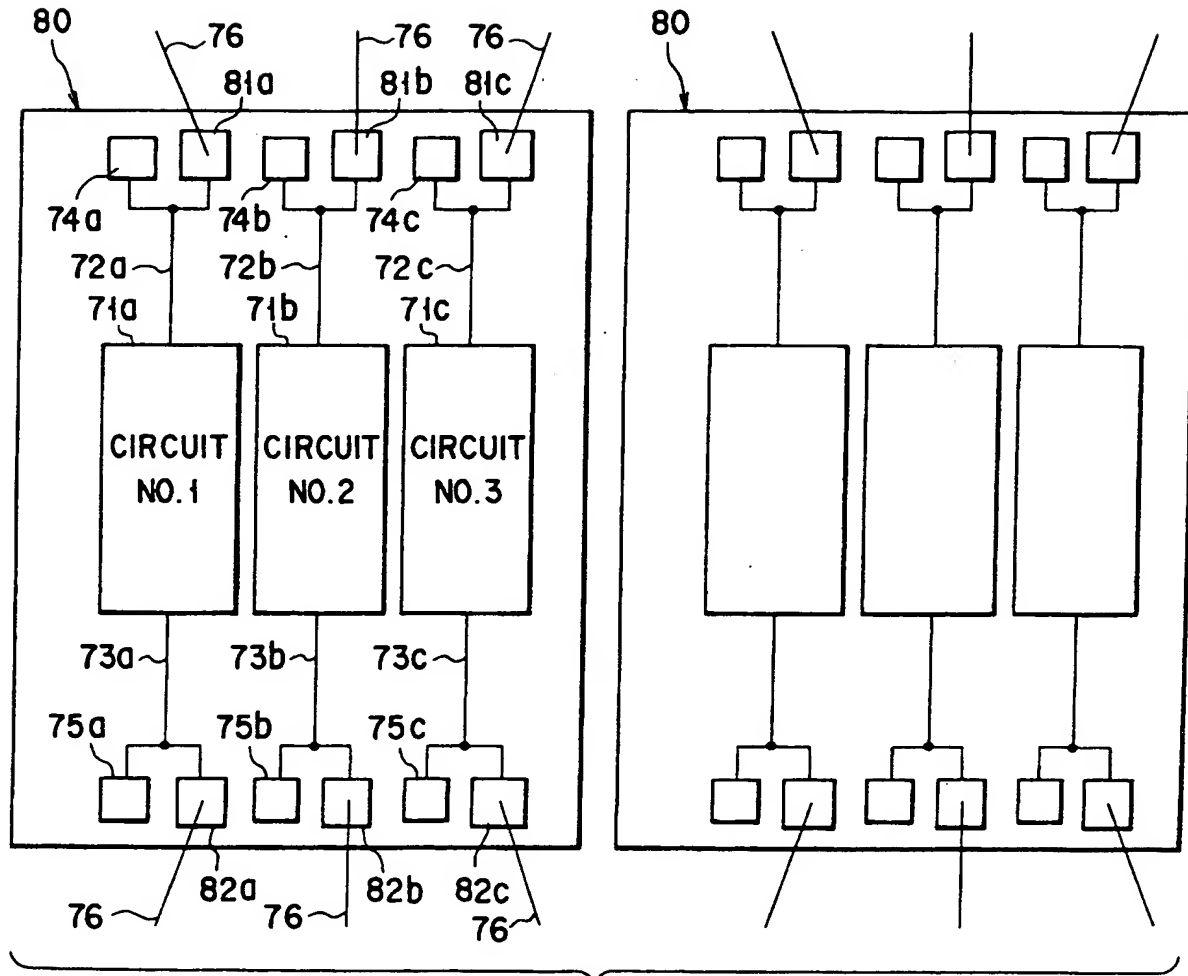 80 76 76 76 80
81a 81b 81c
74a 74b 74c
72a 72b 72c
71a 71b 71c
CIRCUIT NO.1
CIRCUIT NO.2
CIRCUIT NO.3
73a 73b 73c
75a 75b 75c
82a 82b 82c
76 76 76